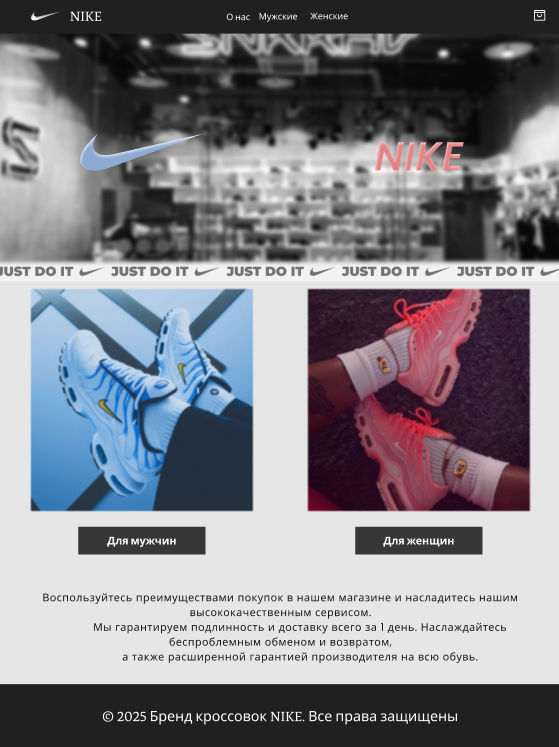 NIKE О нас Мужские Женские
NIKE
JUST DO IT JUST DO IT JUST DO IT JUST DO IT JUST DO IT
Для мужчин Для женщин
Воспользуйтесь преимуществами покупок в нашем магазине и насладитесь нашим
высококачественным сервисом.
Мы гарантируем подлинность и доставку всего за 1 день. Наслаждайтесь
беспроблемным обменом и возвратом,
а также расширенной гарантией производителя на всю обувь.
© 2025 Бренд кроссовок NIKE. Все права защищены